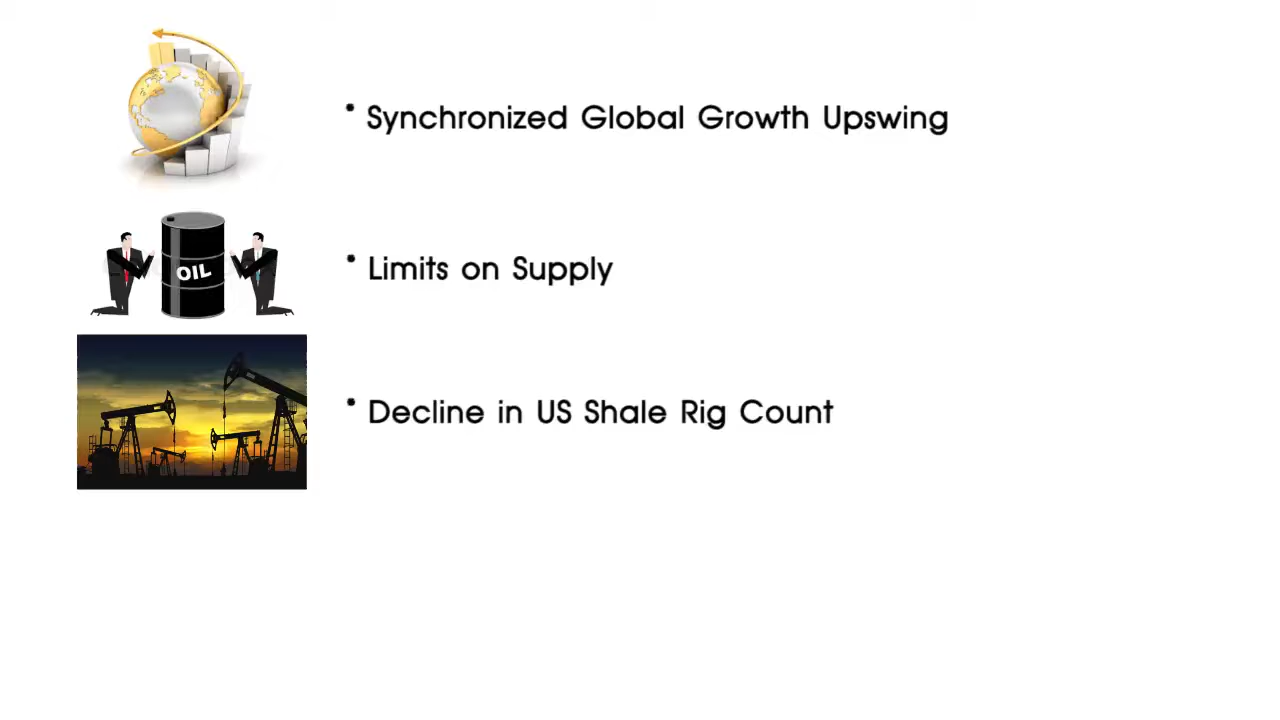 • Synchronized Global Growth Upswing
OIL
• Limits on Supply
• Decline in US Shale Rig Count